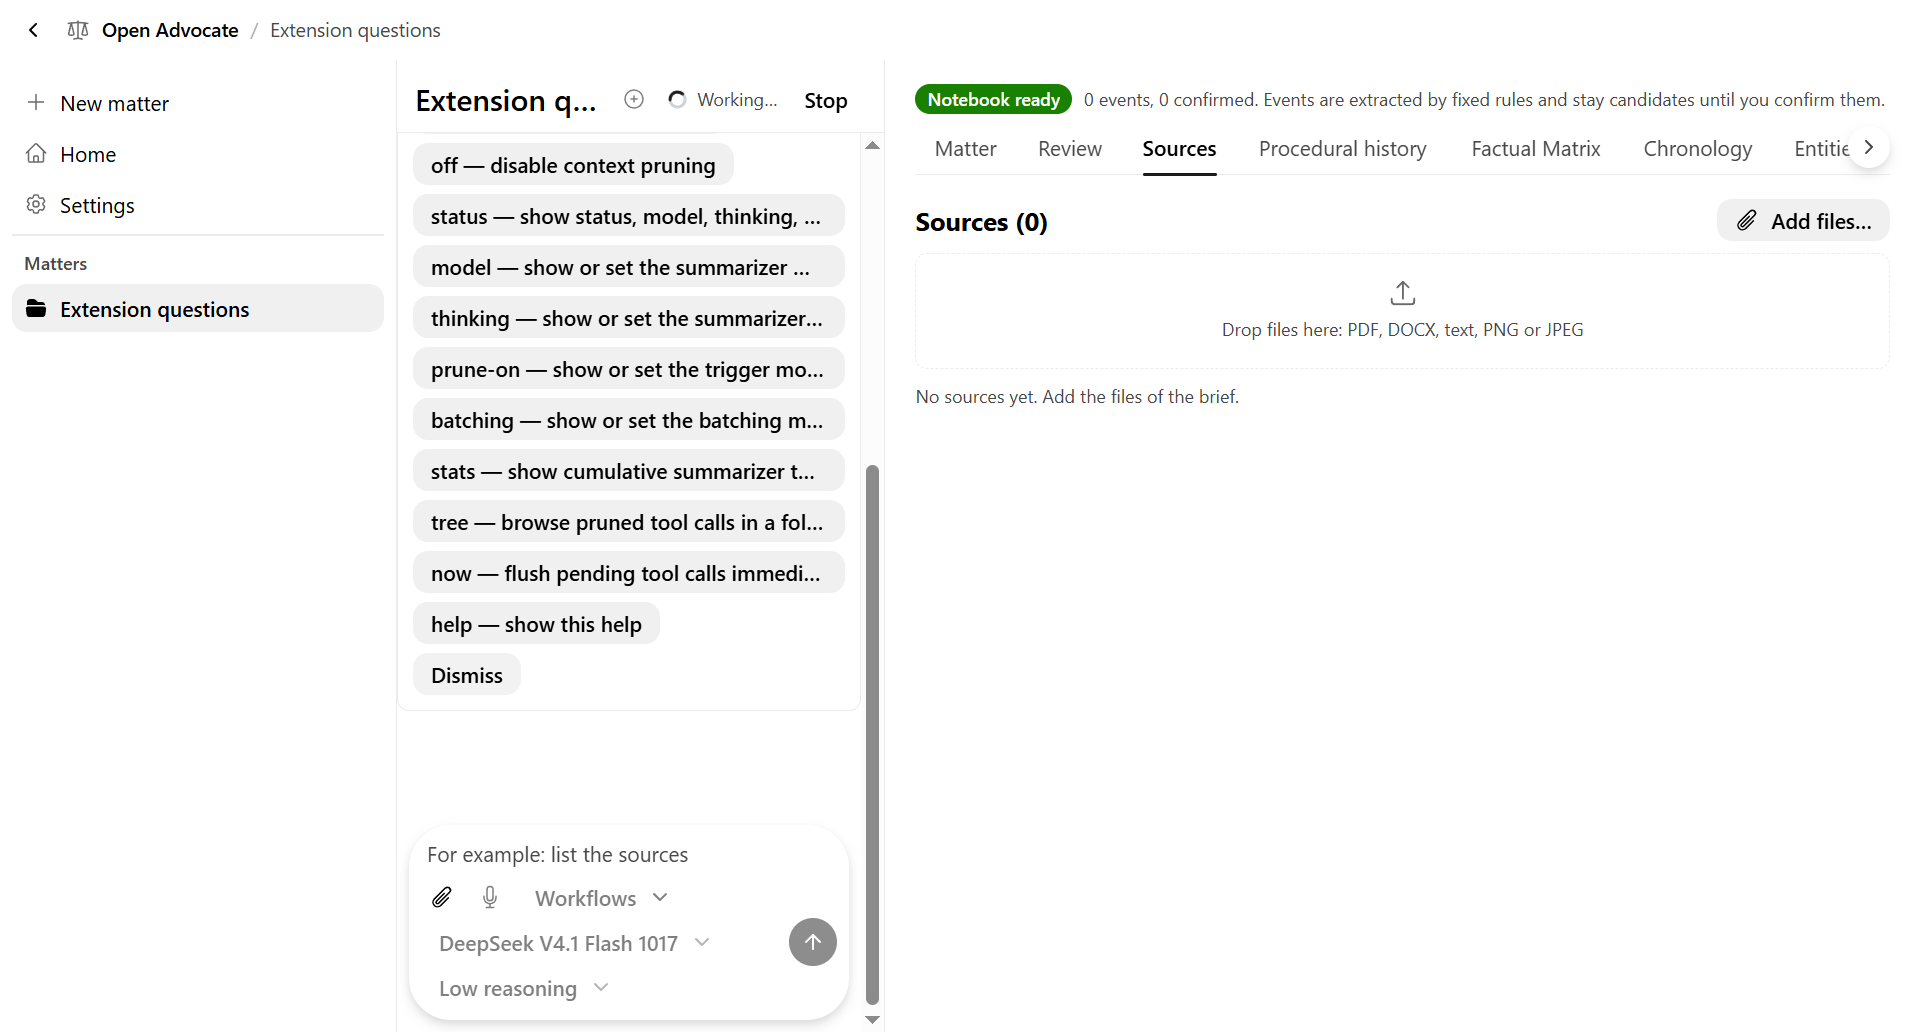 Open Advocate / Extension questions
New matter
Home
Settings
Matters
Extension questions
Extension q...
Working...
Stop
off — disable context pruning
status — show status, model, thinking, ...
model — show or set the summarizer ...
thinking — show or set the summarizer...
prune-on — show or set the trigger mo...
batching — show or set the batching m...
stats — show cumulative summarizer t...
tree — browse pruned tool calls in a fol...
now — flush pending tool calls immedi...
help — show this help
Dismiss
For example: list the sources
Workflows
DeepSeek V4.1 Flash 1017
Low reasoning
Notebook ready 0 events, 0 confirmed. Events are extracted by fixed rules and stay candidates until you confirm them.
Matter Review Sources Procedural history Factual Matrix Chronology Entitie
Sources (0)
Add files...
Drop files here: PDF, DOCX, text, PNG or JPEG
No sources yet. Add the files of the brief.